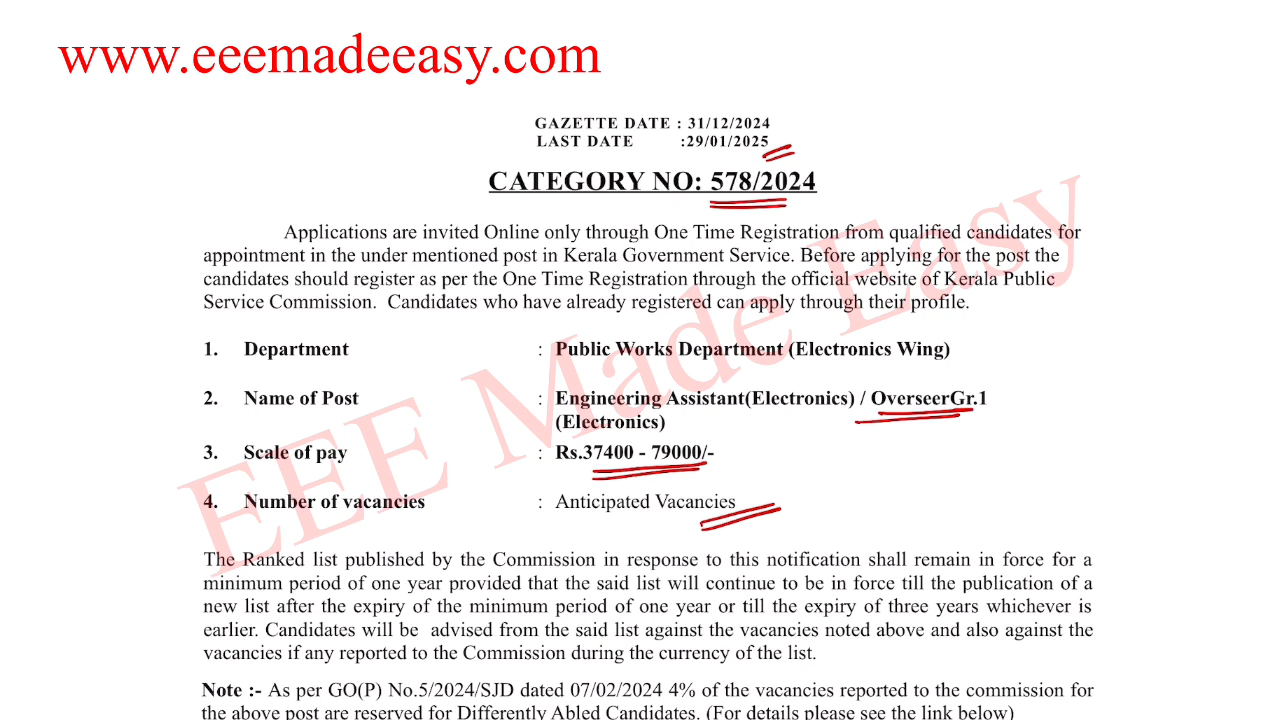 www.eeemadeeasy.com
GAZETTE DATE : 31/12/2024
LAST DATE :29/01/2025
CATEGORY NO: 578/2024
Applications are invited Online only through One Time Registration from qualified candidates for
appointment in the under mentioned post in Kerala Government Service. Before applying for the post the
candidates should register as per the One Time Registration through the official website of Kerala Public
Service Commission. Candidates who have already registered can apply through their profile.
1. Department : Public Works Department (Electronics Wing)
2. Name of Post : Engineering Assistant(Electronics) / OverseerGr.1
(Electronics)
3. Scale of pay : Rs.37400 - 79000/-
4. Number of vacancies : Anticipated Vacancies
The Ranked list published by the Commission in response to this notification shall remain in force for a
minimum period of one year provided that the said list will continue to be in force till the publication of a
new list after the expiry of the minimum period of one year or till the expiry of three years whichever is
earlier. Candidates will be advised from the said list against the vacancies noted above and also against the
vacancies if any reported to the Commission during the currency of the list.
Note :- As per GO(P) No.5/2024/SJD dated 07/02/2024 4% of the vacancies reported to the commission for
the above post are reserved for Differently Abled Candidates. (For details please see the link below)
EEE Made Easy